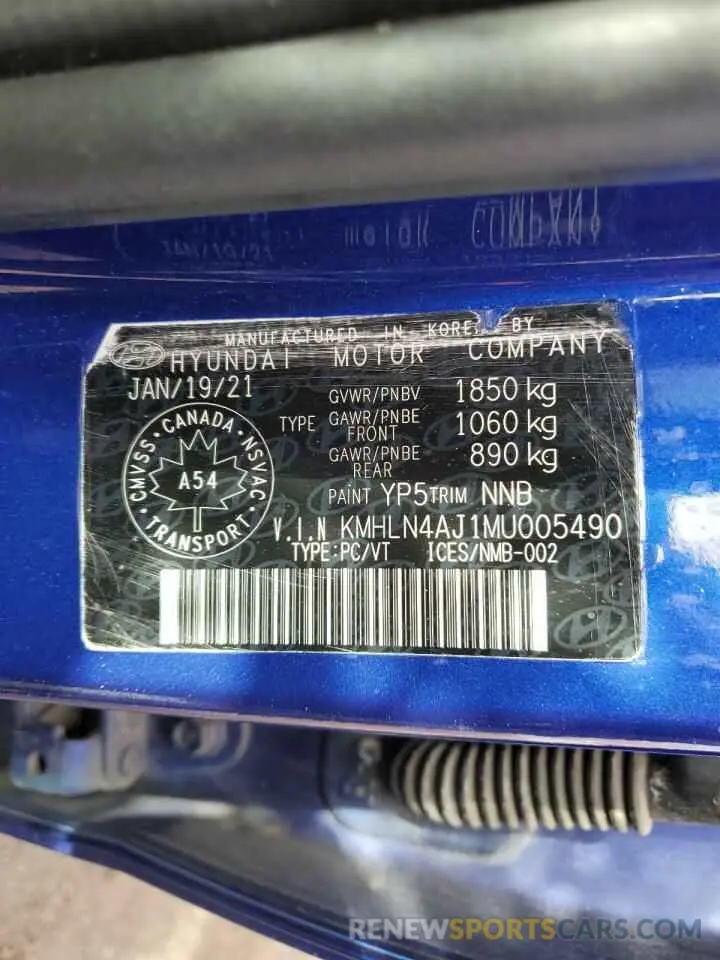 MANUFACTURED IN KOREA BY
HYUNDAI MOTOR COMPANY
JAN/19/21
GVWR/PNBV 1850 kg
TYPE GAWR/PNBE FRONT 1060 kg
GAWR/PNBE REAR 890 kg
PAINT YP5 TRIM NNB
V.I.N KMHLN4AJ1MU005490
TYPE:PC/VT ICES/NMB-002
CMVSS · CANADA · NSVAC
A54
TRANSPORT
RENEWSPORTSCARS.COM